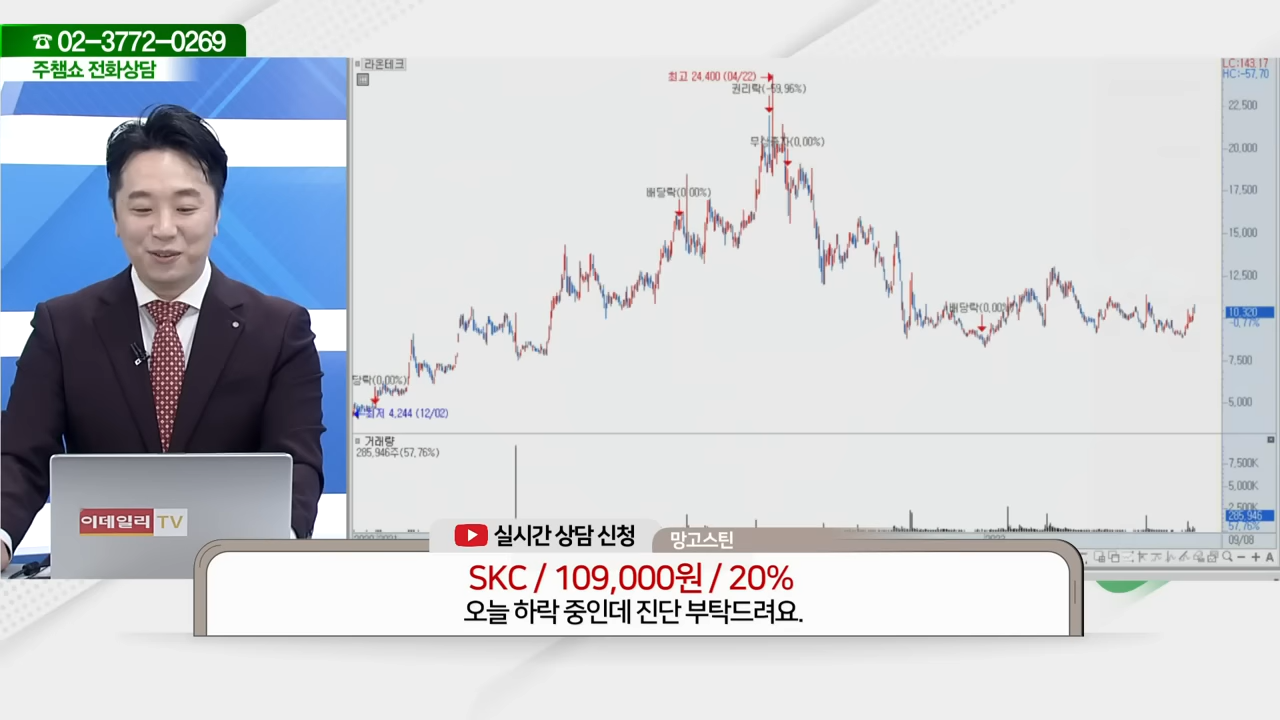 ☎ 02-3772-0269
주챔쇼 전화상담
라온테크
LC:143.17
HC:-57.70
최고 24,400 (04/22)
권리락(-59.96%)
무상증자(0.00%)
배당락(0.00%)
배당락(0.00%)
당락(0.00%)
최저 4,244 (12/02)
22,500
20,000
17,500
15,000
12,500
10,320
-0.77%
7,500
5,000
거래량
285,946주(57.76%)
7,500K
5,000K
285,946
57.76%
09/08
이데일리 TV
실시간 상담 신청
망고스틴
SKC / 109,000원 / 20%
오늘 하락 중인데 진단 부탁드려요.